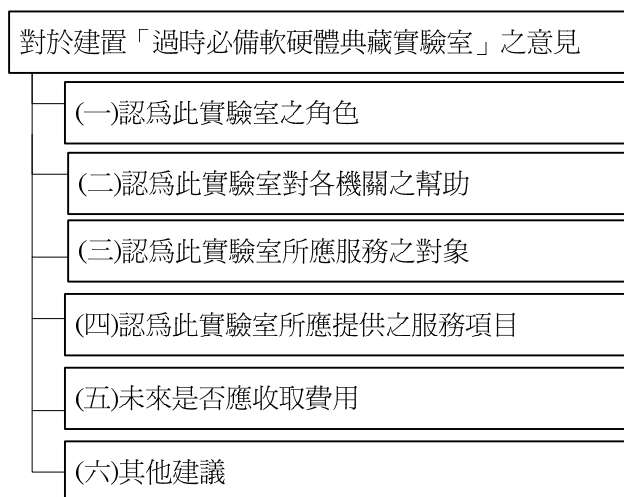 對於建置「過時必備軟硬體典藏實驗室」之意見
(一)認爲此實驗室之角色
(二)認爲此實驗室對各機關之幫助
(三)認爲此實驗室所應服務之對象
(四)認爲此實驗室所應提供之服務項目
(五)未來是否應收取費用
(六)其他建議